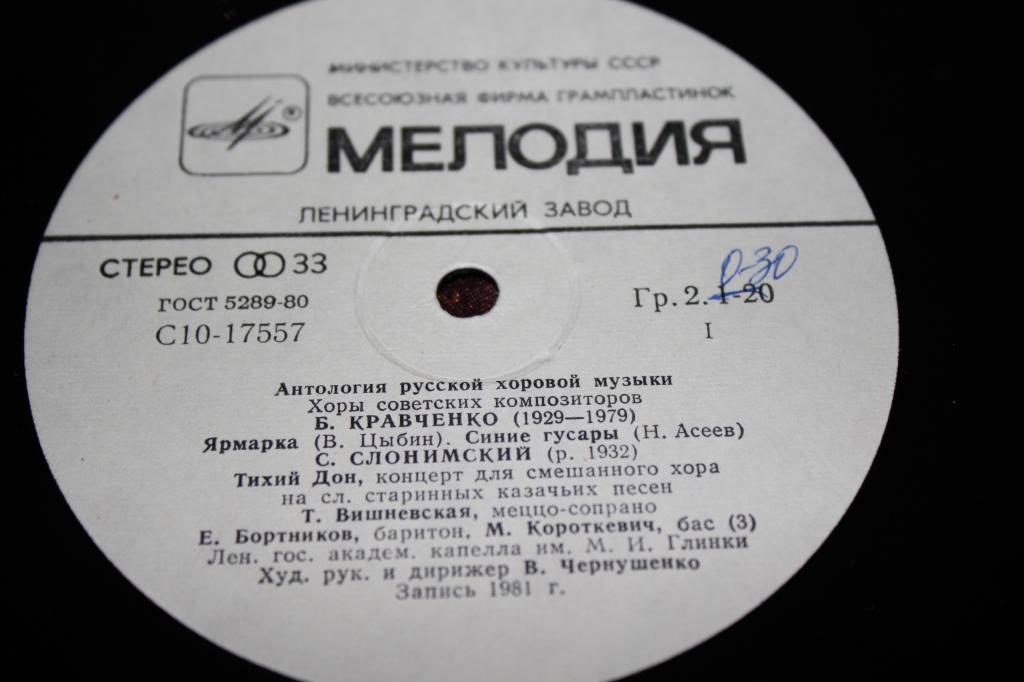 МИНИСТЕРСТВО КУЛЬТУРЫ СССР
ВСЕСОЮЗНАЯ ФИРМА ГРАМПЛАСТИНОК
МЕЛОДИЯ
ЛЕНИНГРАДСКИЙ ЗАВОД
СТЕРЕО 33
ГОСТ 5289-80
С10-17557
0-30
Гр. 2. 1-20
I
Антология русской хоровой музыки
Хоры советских композиторов
Б. КРАВЧЕНКО (1929—1979)
Ярмарка (В. Цыбин). Синие гусары (Н. Асеев)
С. СЛОНИМСКИЙ (р. 1932)
Тихий Дон, концерт для смешанного хора
на сл. старинных казачьих песен
Т. Вишневская, меццо-сопрано
Е. Бортников, баритон, М. Короткевич, бас (3)
Лен. гос. академ. капелла им. М. И. Глинки
Худ. рук. и дирижер В. Чернушенко
Запись 1981 г.